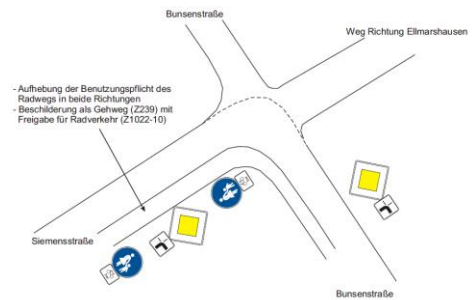 Bunsenstraße
Weg Richtung Ellmarshausen
- Aufhebung der Benutzungspflicht des
Radwegs in beide Richtungen
- Beschilderung als Gehweg (Z239) mit
Freigabe für Radverkehr (Z1022-10)
Siemensstraße
Bunsenstraße